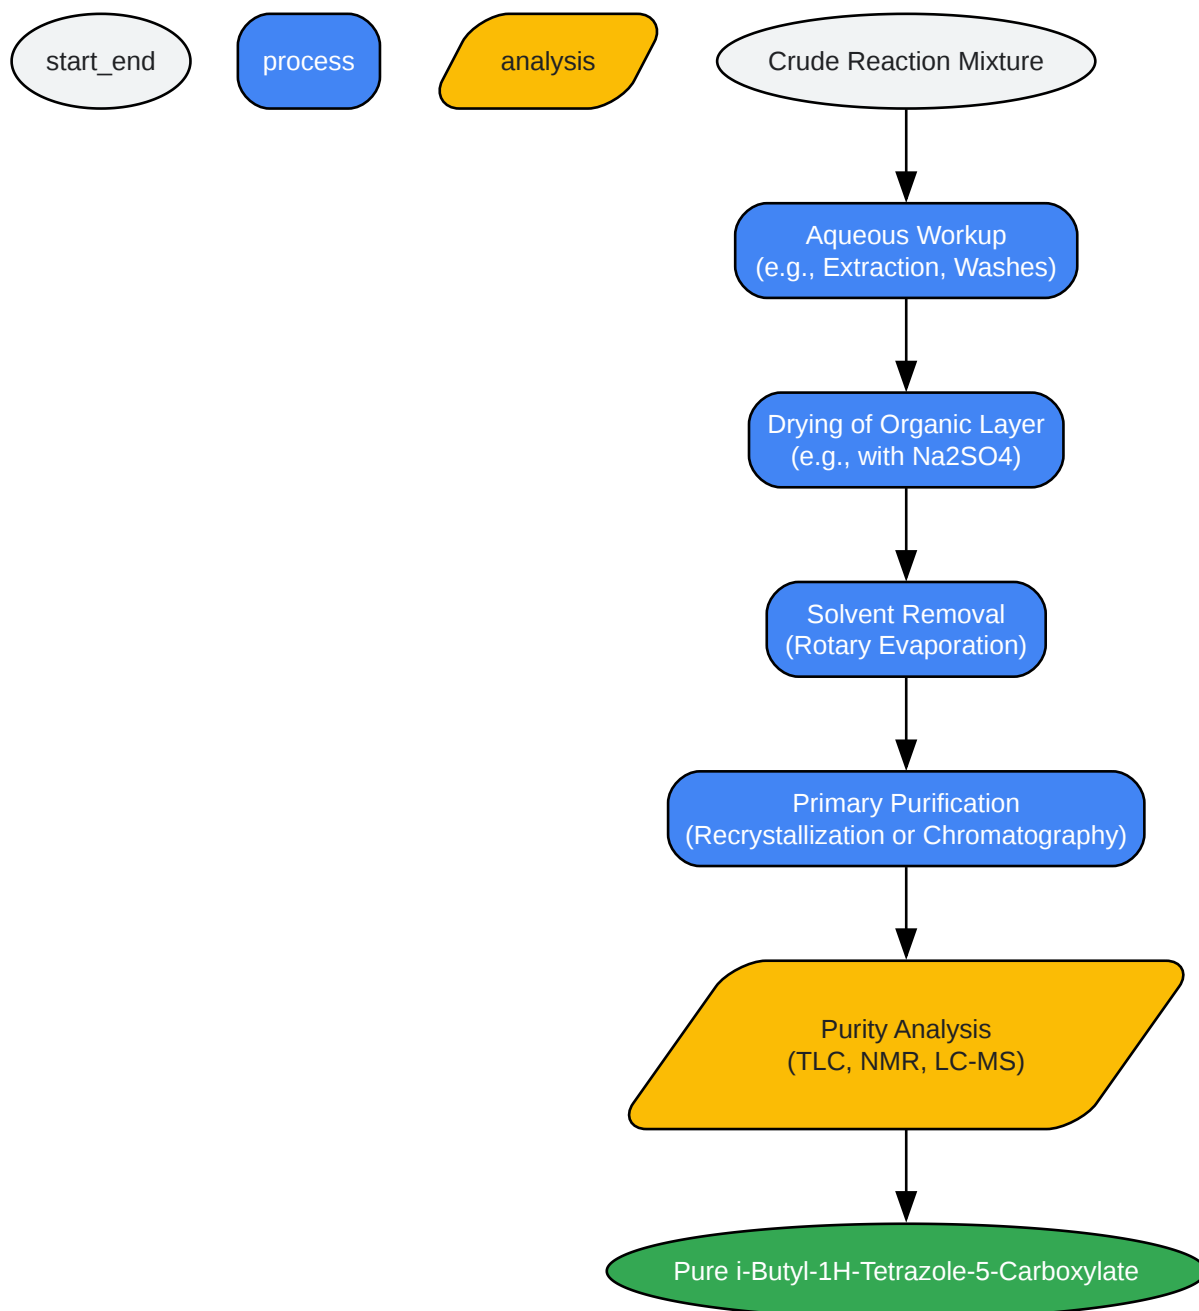 start_end
process
analysis
Crude Reaction Mixture
Aqueous Workup
(e.g., Extraction, Washes)
Drying of Organic Layer
(e.g., with Na2SO4)
Solvent Removal
(Rotary Evaporation)
Primary Purification
(Recrystallization or Chromatography)
Purity Analysis
(TLC, NMR, LC-MS)
Pure i-Butyl-1H-Tetrazole-5-Carboxylate